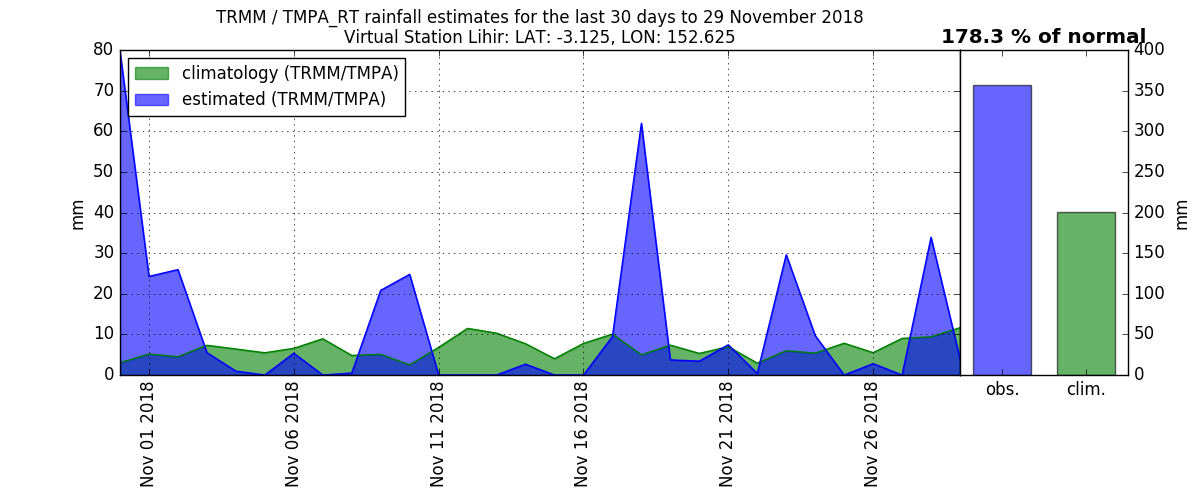 TRMM / TMPA_RT rainfall estimates for the last 30 days to 29 November 2018
Virtual Station Lihir: LAT: -3.125, LON: 152.625
178.3 % of normal
climatology (TRMM/TMPA)
estimated (TRMM/TMPA)
80
70
60
50
40
30
20
10
0
mm
Nov 01 2018
Nov 06 2018
Nov 11 2018
Nov 16 2018
Nov 21 2018
Nov 26 2018
400
350
300
250
200
150
100
50
0
mm
obs.
clim.